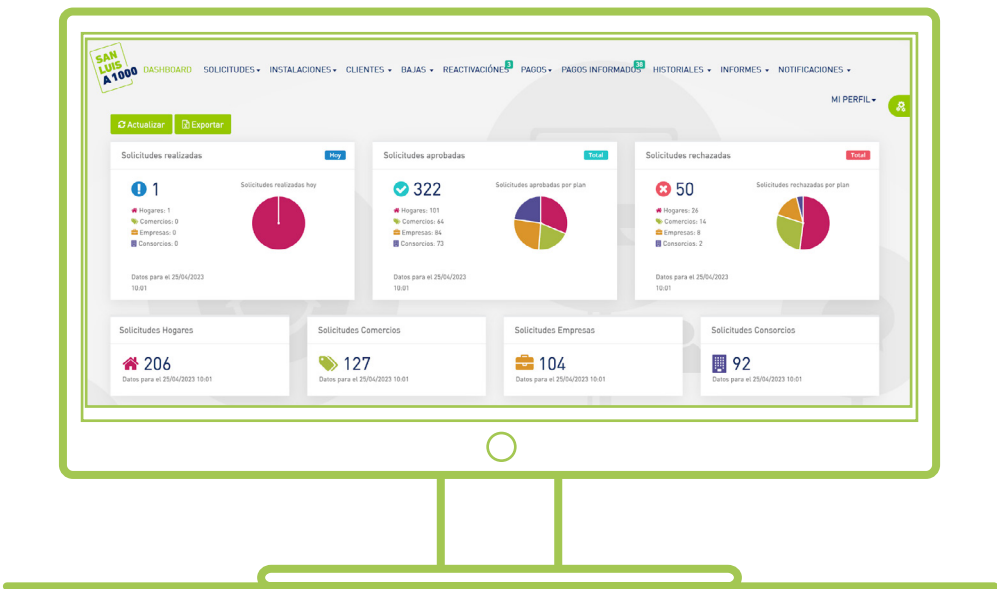 SAN
LUIS
A1000
DASHBOARD SOLICITUDES INSTALACIONES CLIENTES BAJAS REACTIVACIÓNES 3 PAGOS PAGOS INFORMADOS 38 HISTORIALES INFORMES NOTIFICACIONES
MI PERFIL
Actualizar Exportar
Solicitudes realizadas Hoy
1
Solicitudes realizadas hoy
Hogares: 1
Comercios: 0
Empresas: 0
Consorcios: 0
Datos para el 25/04/2023
10:01
Solicitudes aprobadas Total
322
Solicitudes aprobadas por plan
Hogares: 101
Comercios: 64
Empresas: 84
Consorcios: 73
Datos para el 25/04/2023
10:01
Solicitudes rechazadas Total
50
Solicitudes rechazadas por plan
Hogares: 26
Comercios: 14
Empresas: 8
Consorcios: 2
Datos para el 25/04/2023
10:01
Solicitudes Hogares
206
Datos para el 25/04/2023 10:01
Solicitudes Comercios
127
Datos para el 25/04/2023 10:01
Solicitudes Empresas
104
Datos para el 25/04/2023 10:01
Solicitudes Consorcios
92
Datos para el 25/04/2023 10:01